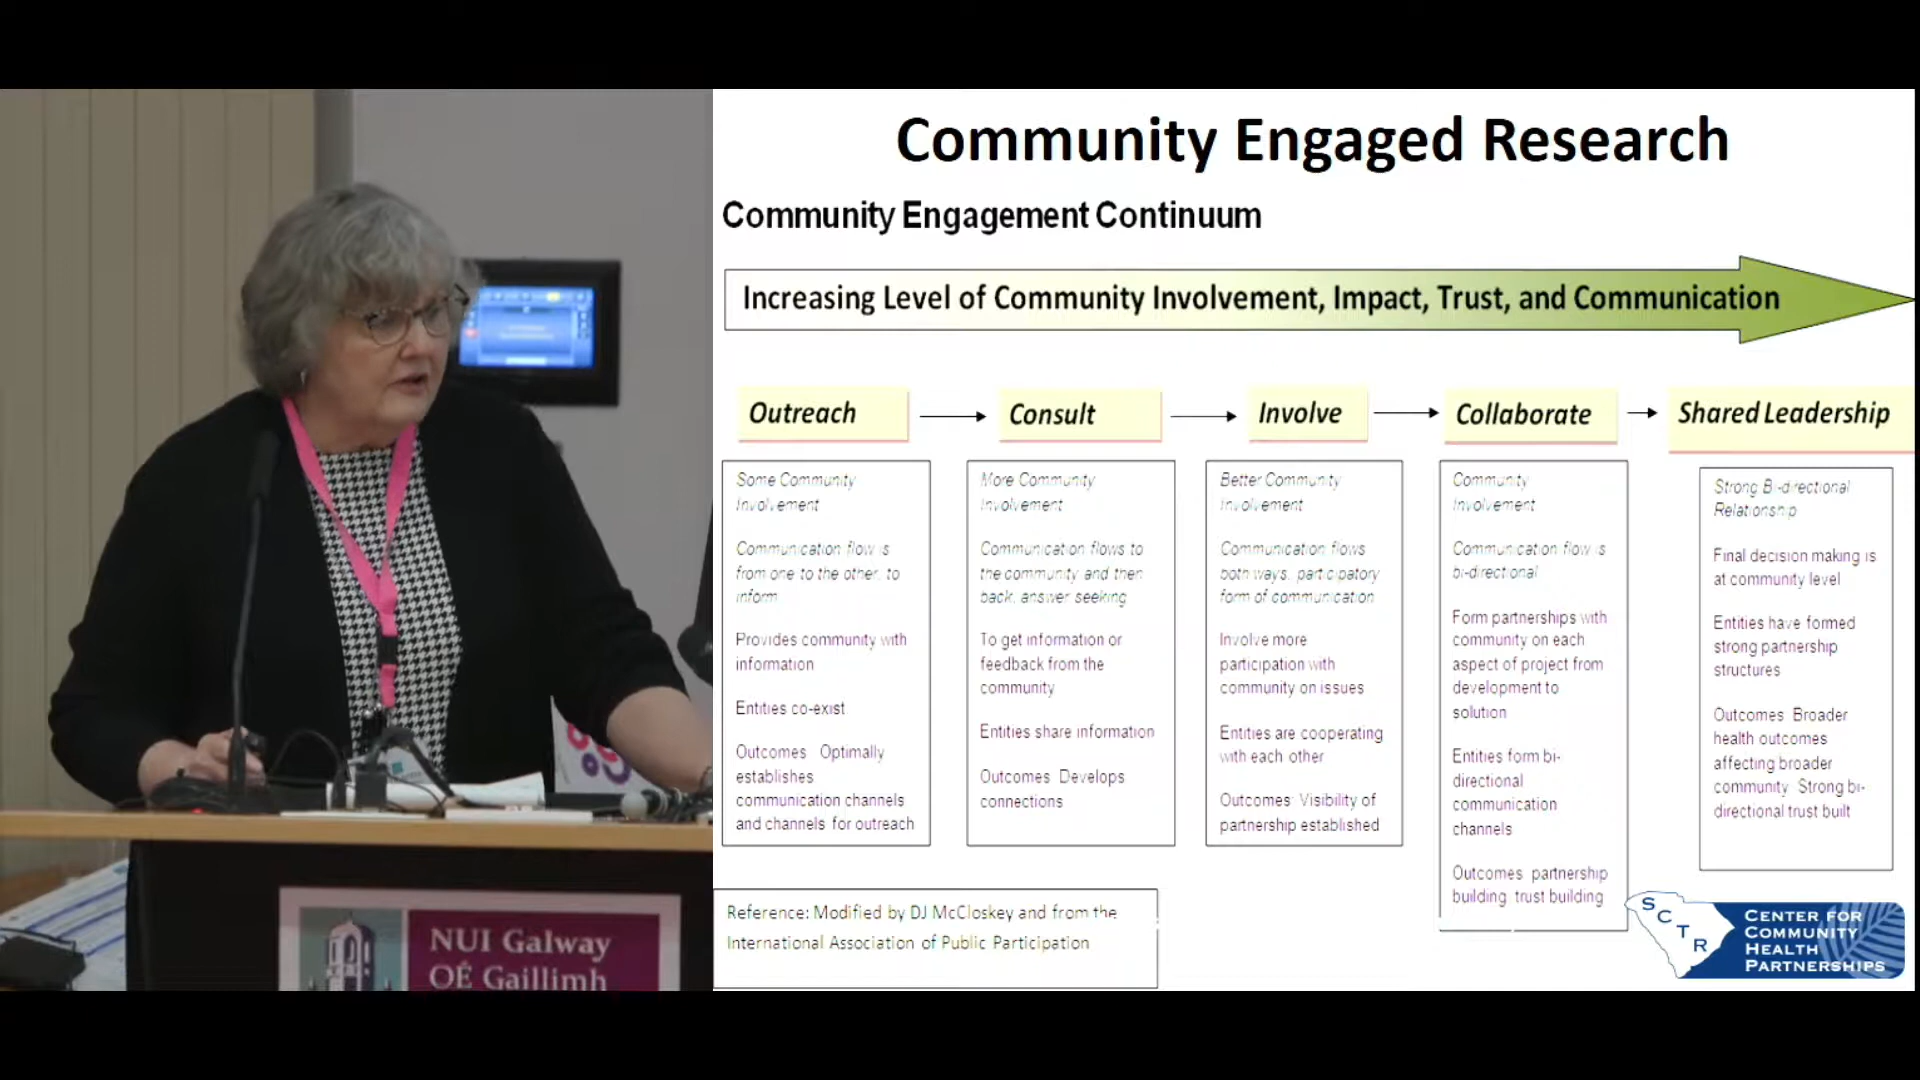 Community Engaged Research
Community Engagement Continuum
Increasing Level of Community Involvement, Impact, Trust, and Communication
Outreach
Consult
Involve
Collaborate
Shared Leadership
Some Community
Involvement
Communication flow is
from one to the other, to
inform
Provides community with
information
Entities co-exist
Outcomes Optimally
establishes
communication channels
and channels for outreach
More Community
Involvement
Communication flows to
the community and then
back, answer seeking
To get information or
feedback from the
community
Entities share information
Outcomes Develops
connections
Better Community
Involvement
Communication flows
both ways, participatory
form of communication
Involve more
participation with
community on issues
Entities are cooperating
with each other
Outcomes: Visibility of
partnership established
Community
Involvement
Communication flow is
bi-directional
Form partnerships with
community on each
aspect of project from
development to
solution
Entities form bi-
directional
communication
channels
Outcomes partnership
building trust building
Strong Bi-directional
Relationship
Final decision making is
at community level
Entities have formed
strong partnership
structures
Outcomes Broader
health outcomes
affecting broader
community Strong bi-
directional trust built
Reference: Modified by DJ McCloskey and from the
International Association of Public Participation
SCTR
CENTER FOR
COMMUNITY
HEALTH
PARTNERSHIPS
NUI Galway
OÉ Gaillimh